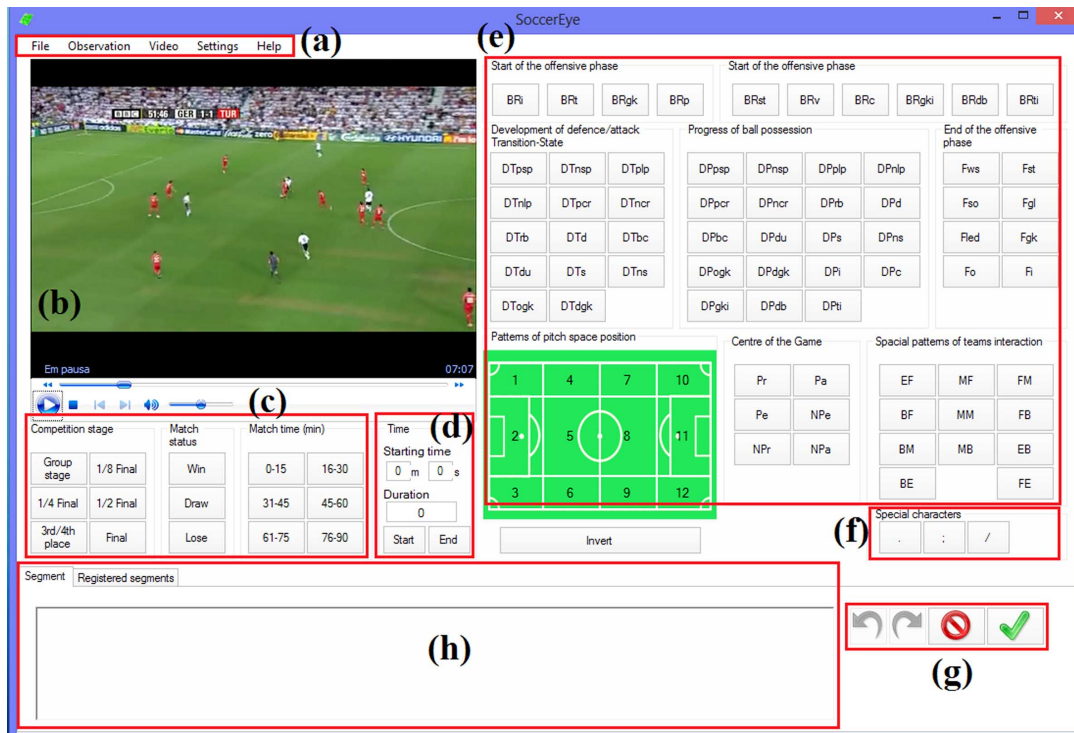 SoccerEye
File Observation Video Settings Help
(a)
(e)
BBC 51:46 GER 1-1 TUR
adidas MasterCard zero Continental HYUNDAI
(b)
Em pausa 07:07
(c)
Competition stage
Group stage 1/8 Final
1/4 Final 1/2 Final
3rd/4th place Final
Match status
Win
Draw
Lose
Match time (min)
0-15 16-30
31-45 45-60
61-75 76-90
Time
(d)
Starting time
0 m 0 s
Duration
0
Start End
Start of the offensive phase
BRi BRt BRgk BRp
Start of the offensive phase
BRst BRv BRc BRgki BRdb BRti
Development of defence/attack
Transition-State
DTpsp DTnsp DTplp
DTnlp DTpcr DTncr
DTrb DTd DTbc
DTdu DTs DTns
DTogk DTdgk
Progress of ball possession
DPpsp DPnsp DPplp DPnlp
DPpcr DPncr DPrb DPd
DPbc DPdu DPs DPns
DPogk DPdgk DPi DPc
DPgki DPdb DPti
End of the offensive
phase
Fws Fst
Fso Fgl
Fled Fgk
Fo Fi
Patterns of pitch space position
1 4 7 10
2 5 8 11
3 6 9 12
Invert
Centre of the Game
Pr Pa
Pe NPe
NPr NPa
Spacial patterns of teams interaction
EF MF FM
BF MM FB
BM MB EB
BE FE
(f)
Special characters
. ; /
Segment Registered segments
(h)
(g)